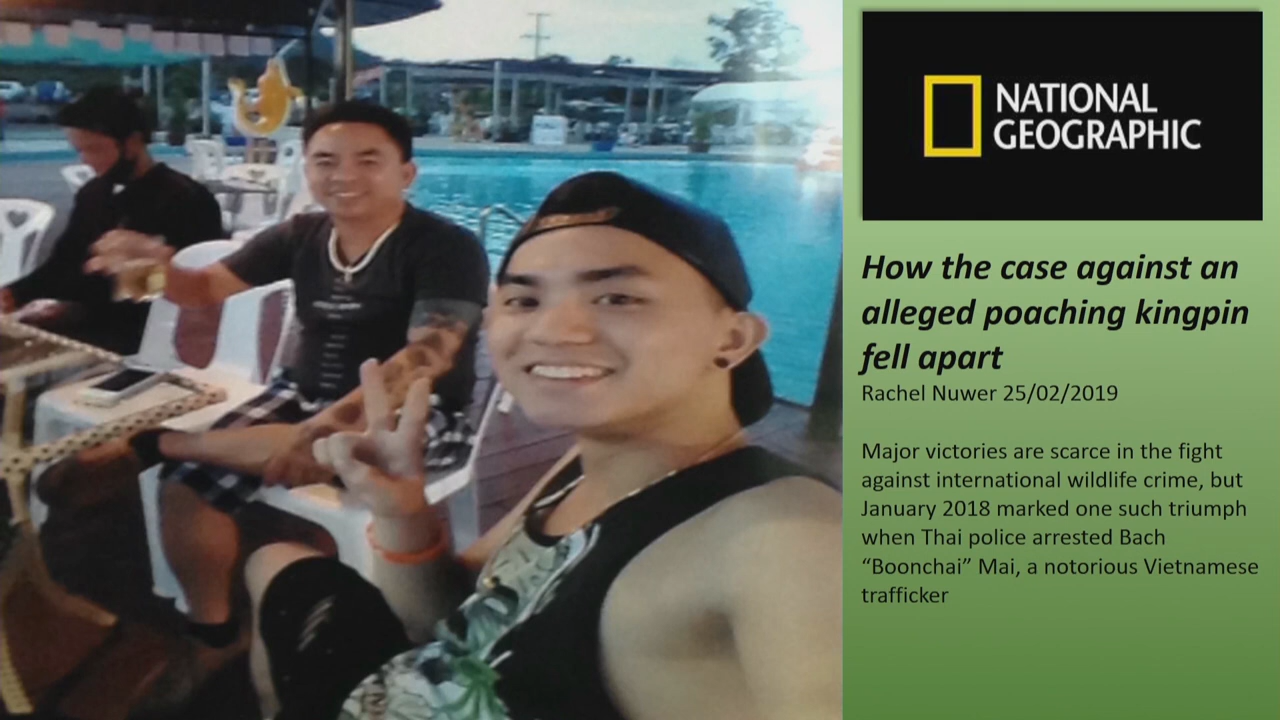 NATIONAL
GEOGRAPHIC
How the case against an
alleged poaching kingpin
fell apart
Rachel Nuwer 25/02/2019
Major victories are scarce in the fight
against international wildlife crime, but
January 2018 marked one such triumph
when Thai police arrested Bach
“Boonchai” Mai, a notorious Vietnamese
trafficker